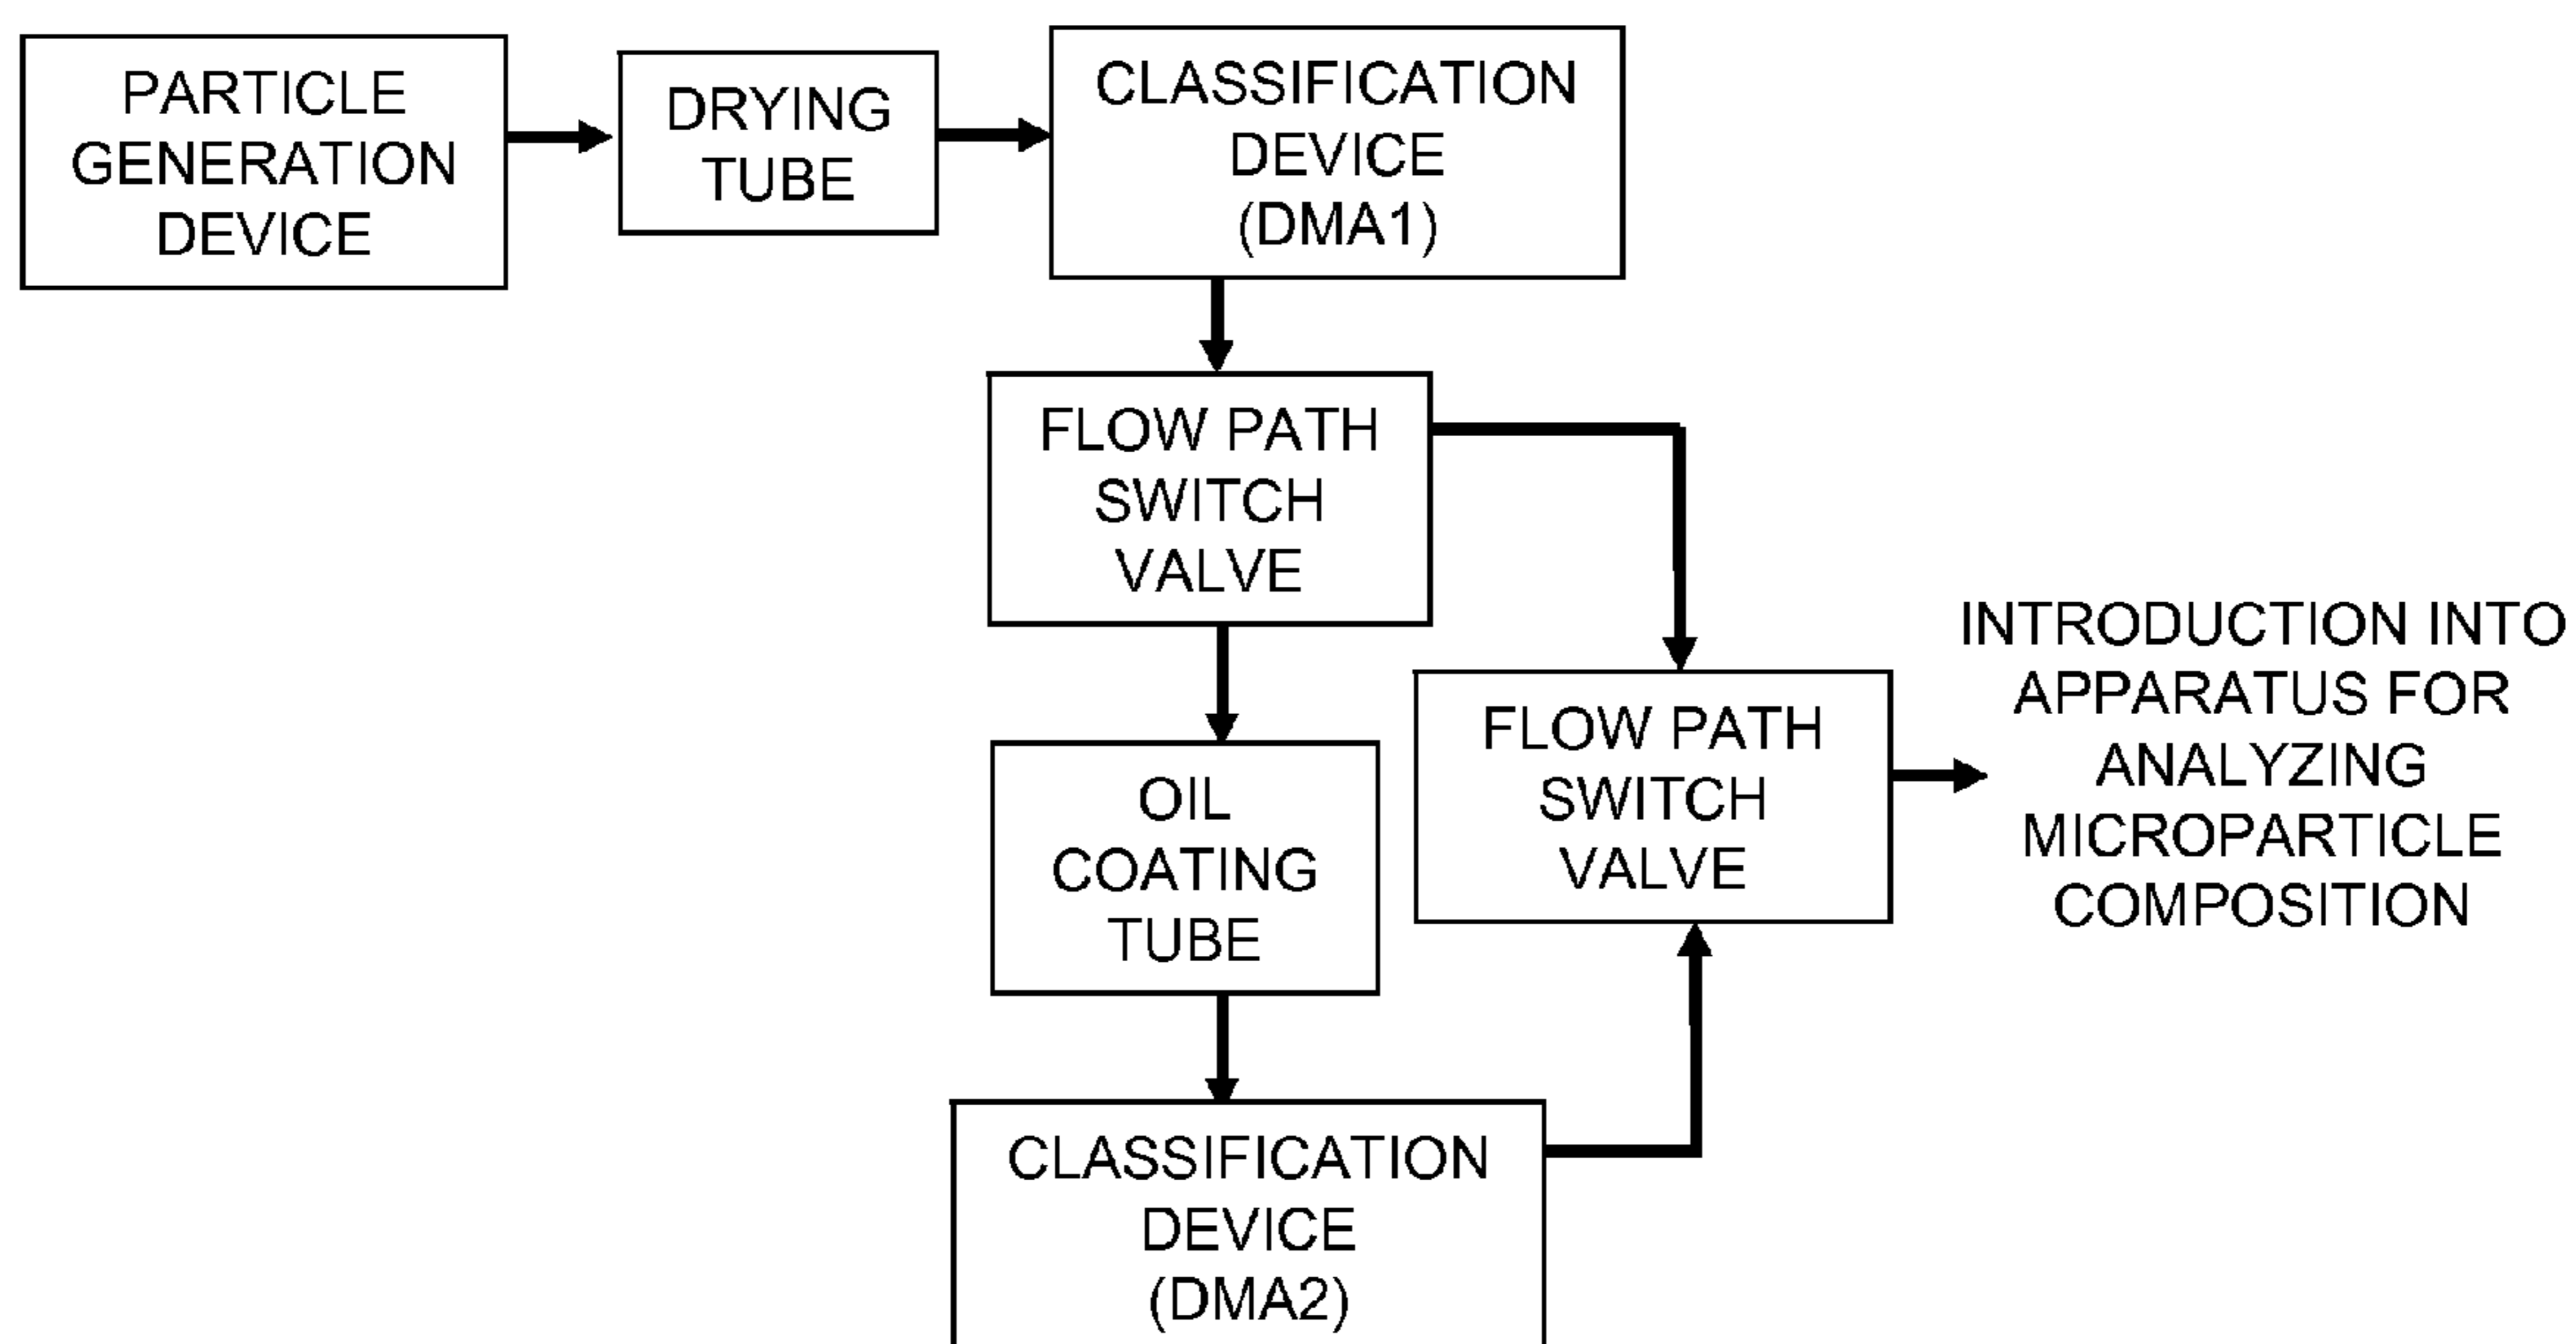 PARTICLE
GENERATION
DEVICE
DRYING
TUBE
CLASSIFICATION
DEVICE
(DMA1)
FLOW PATH
SWITCH
VALVE
OIL
COATING
TUBE
CLASSIFICATION
DEVICE
(DMA2)
FLOW PATH
SWITCH
VALVE
INTRODUCTION INTO
APPARATUS FOR
ANALYZING
MICROPARTICLE
COMPOSITION